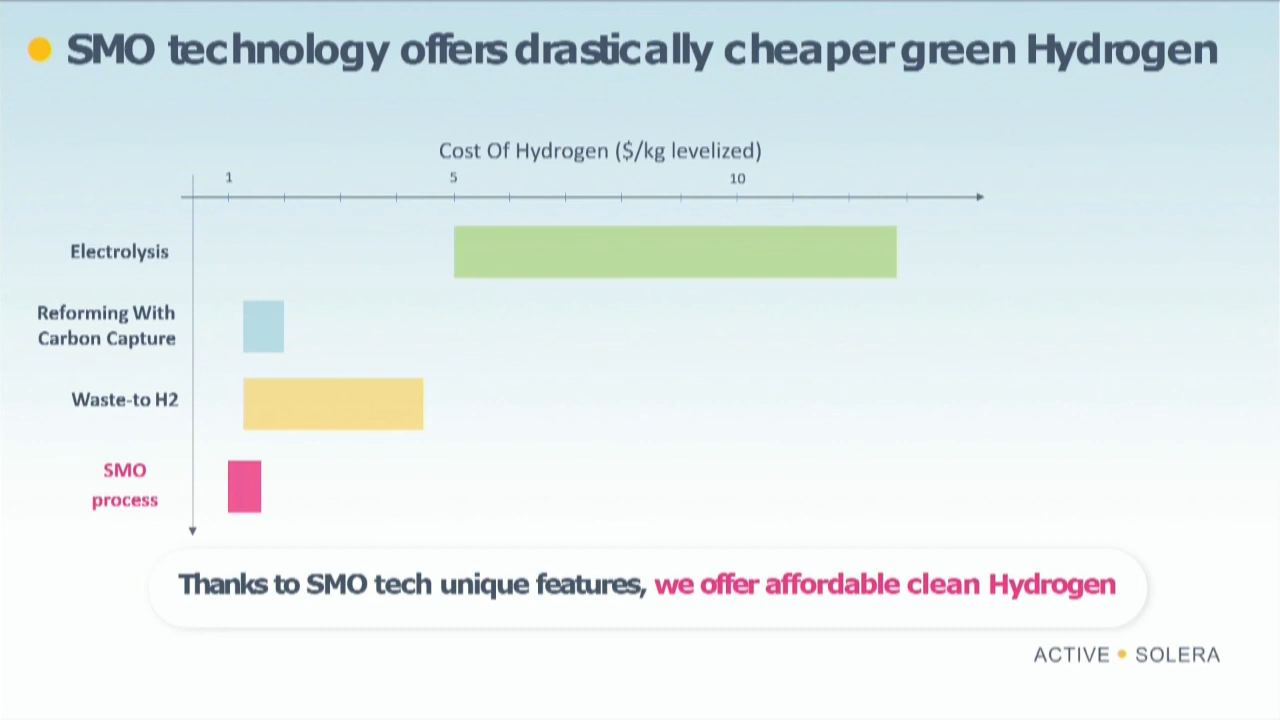 SMO technology offers drastically cheaper green Hydrogen
Cost Of Hydrogen ($/kg levelized)
1 5 10
Electrolysis
Reforming With
Carbon Capture
Waste-to H2
SMO
process
Thanks to SMO tech unique features, we offer affordable clean Hydrogen
ACTIVE • SOLERA